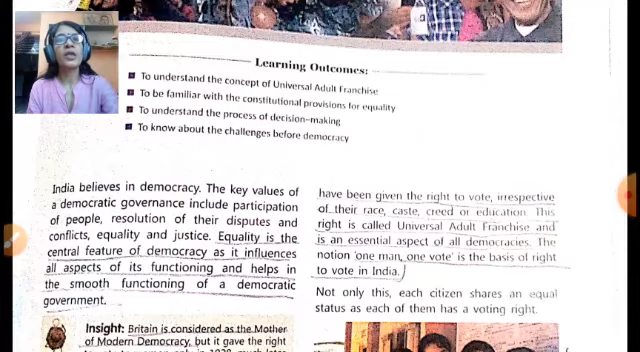 Learning Outcomes:
To understand the concept of Universal Adult Franchise
To be familiar with the constitutional provisions for equality
To understand the process of decision-making
To know about the challenges before democracy
India believes in democracy. The key values of
a democratic governance include participation
of people, resolution of their disputes and
conflicts, equality and justice. Equality is the
central feature of democracy as it influences
all aspects of its functioning and helps in
the smooth functioning of a democratic
government.
Insight: Britain is considered as the Mother
of Modern Democracy, but it gave the right
have been given the right to vote, irrespective
of their race, caste, creed or education. This
right is called Universal Adult Franchise and
is an essential aspect of all democracies. The
notion 'one man, one vote' is the basis of right
to vote in India.
Not only this, each citizen shares an equal
status as each of them has a voting right.